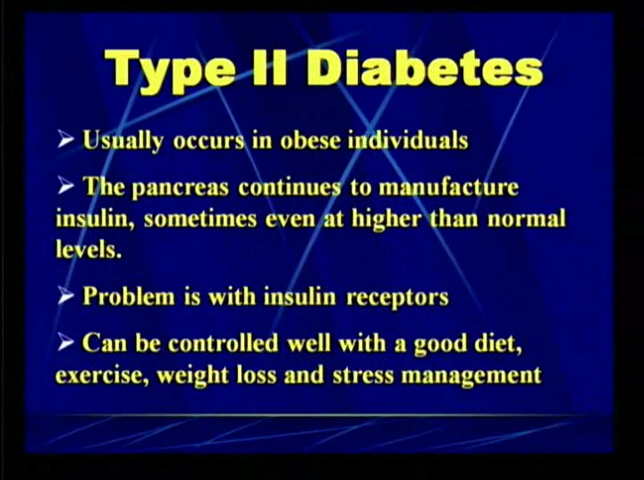 Type II Diabetes
➢ Usually occurs in obese individuals
➢ The pancreas continues to manufacture
insulin, sometimes even at higher than normal
levels.
➢ Problem is with insulin receptors
➢ Can be controlled well with a good diet,
exercise, weight loss and stress management